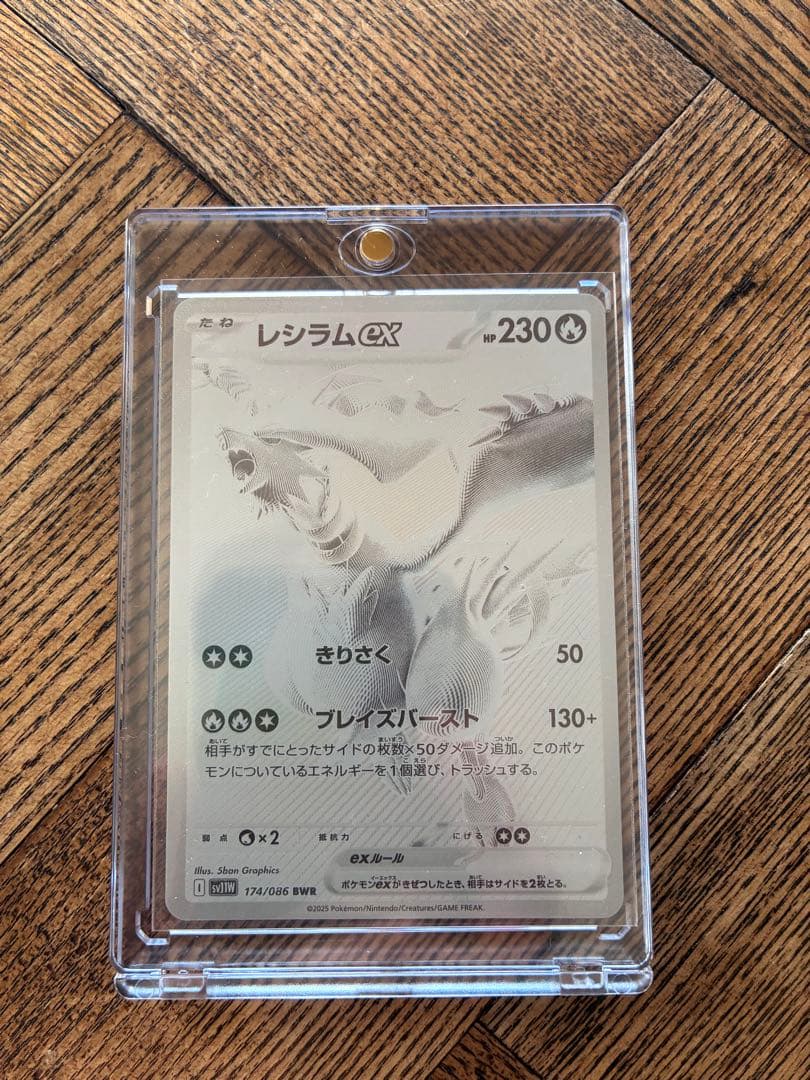 たね レシラムex HP230
きりさく 50
ブレイズバースト 130+
相手がすでにとったサイドの枚数×50ダメージ追加。このポケ
モンについているエネルギーを1個選び、トラッシュする。
弱点 ×2 抵抗力 にげる
exルール
ポケモンexがきぜつしたとき、相手はサイドを2枚とる。
Illus. 5ban Graphics
I sv11W 174/086 BWR
©2025 Pokémon/Nintendo/Creatures/GAME FREAK.